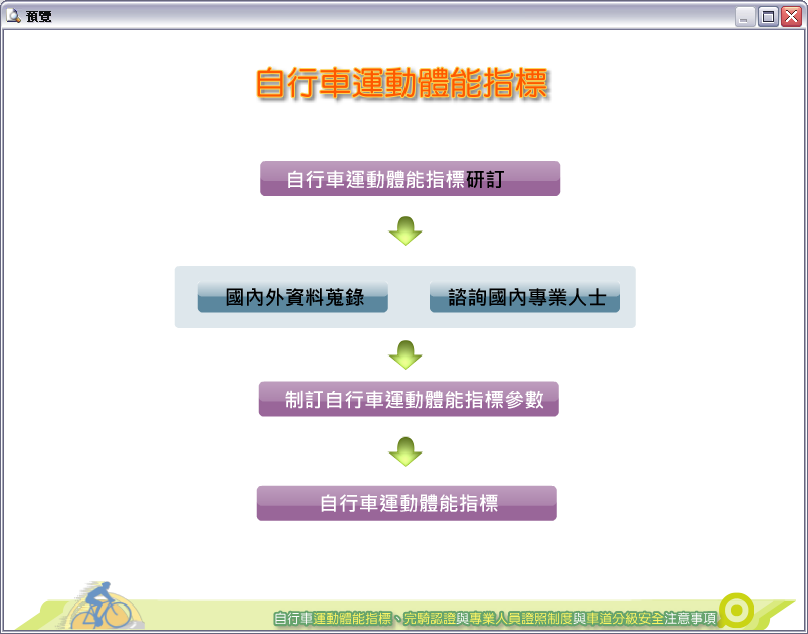 預覽
自行車運動體能指標
自行車運動體能指標研訂
國內外資料蒐錄 諮詢國內專業人士
制訂自行車運動體能指標參數
自行車運動體能指標
自行車運動體能指標、完騎認證與專業人員證照制度與車道分級安全注意事項